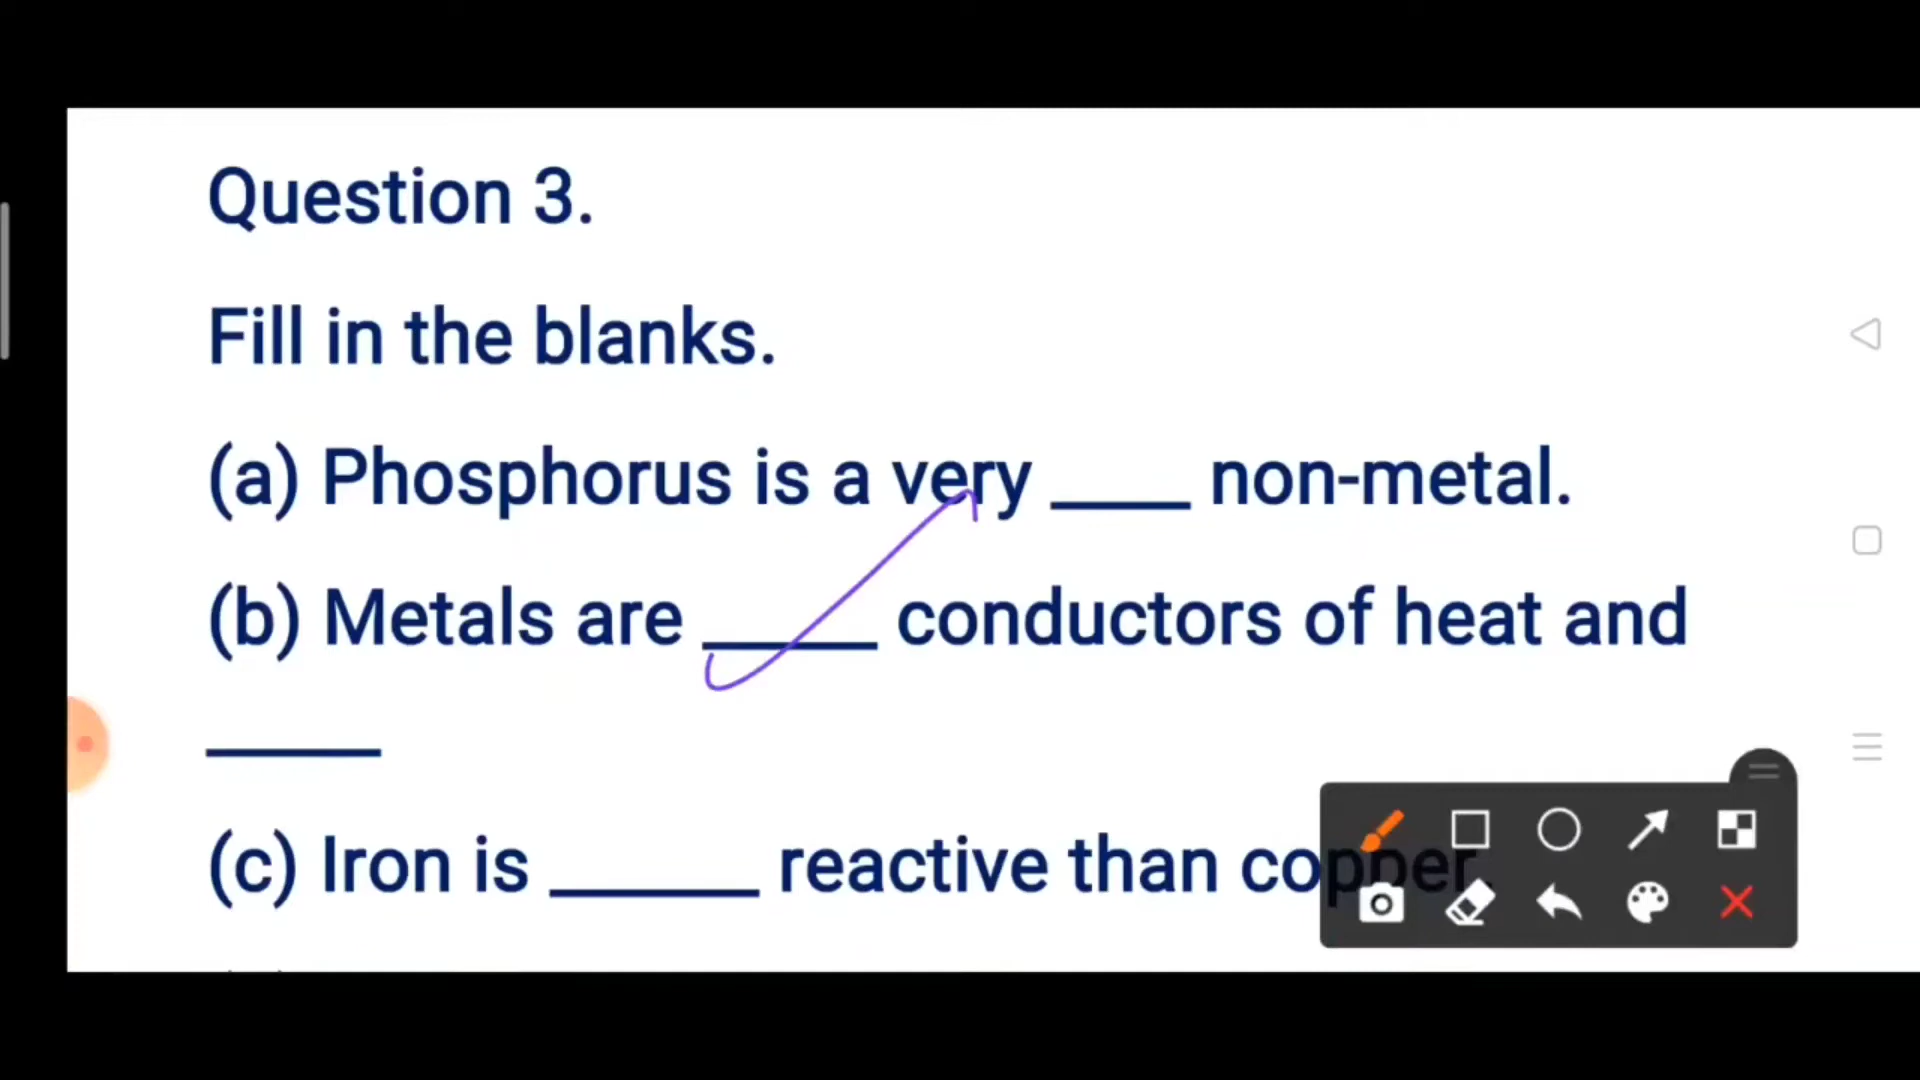 Question 3.
Fill in the blanks.
(a) Phosphorus is a very ____ non-metal.
(b) Metals are _____ conductors of heat and
_____
(c) Iron is ______ reactive than copper.